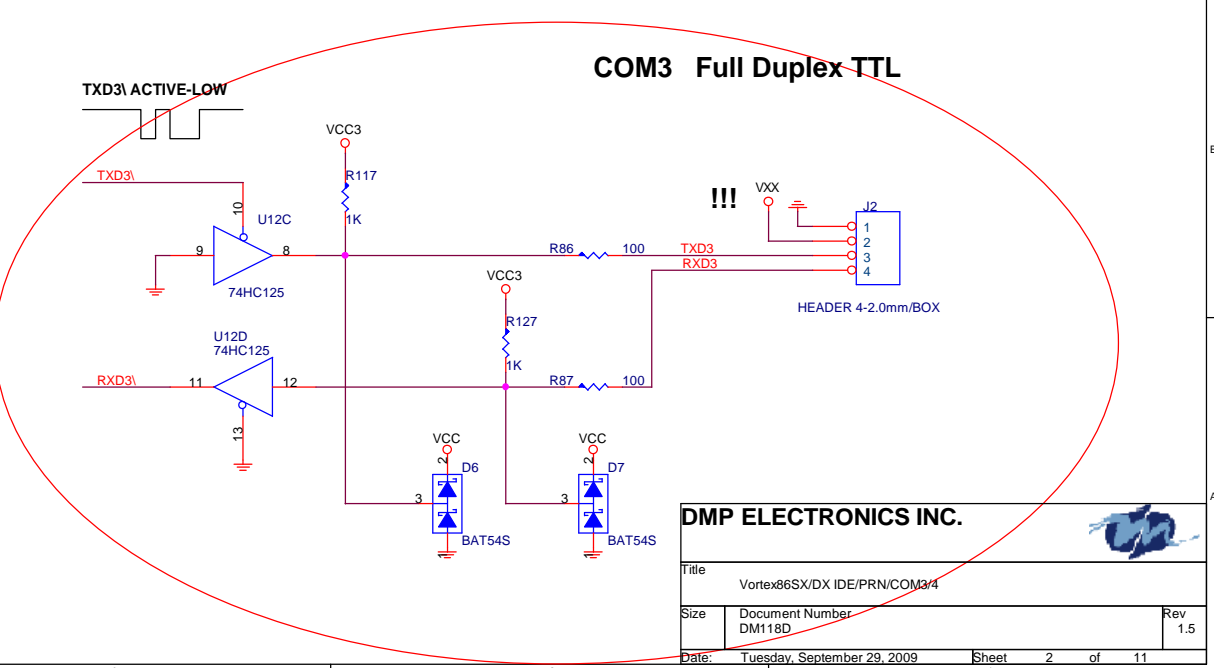 COM3 Full Duplex TTL
TXD3\ ACTIVE-LOW
VCC3
TXD3\
R117
1K
10
U12C
9
8
74HC125
!!!
VXX
J2
1
2
3
4
R86
100
TXD3
RXD3
HEADER 4-2.0mm/BOX
VCC3
R127
1K
U12D
74HC125
RXD3\
11
12
13
R87
100
VCC
2
D6
3
1
BAT54S
VCC
2
D7
3
1
BAT54S
B
A
DMP ELECTRONICS INC.
Title
Vortex86SX/DX IDE/PRN/COM3/4
Size
Document Number
Rev
DM118D
1.5
Date:
Tuesday, September 29, 2009
Sheet 2 of 11